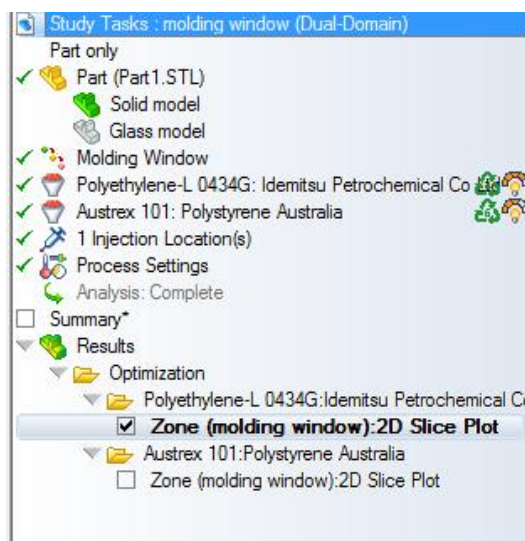 Study Tasks : molding window (Dual-Domain)
Part only
Part (Part1.STL)
Solid model
Glass model
Molding Window
Polyethylene-L 0434G: Idemitsu Petrochemical Co
Austrex 101: Polystyrene Australia
1 Injection Location(s)
Process Settings
Analysis: Complete
Summary*
Results
Optimization
Polyethylene-L 0434G:Idemitsu Petrochemical C
Zone (molding window):2D Slice Plot
Austrex 101:Polystyrene Australia
Zone (molding window):2D Slice Plot